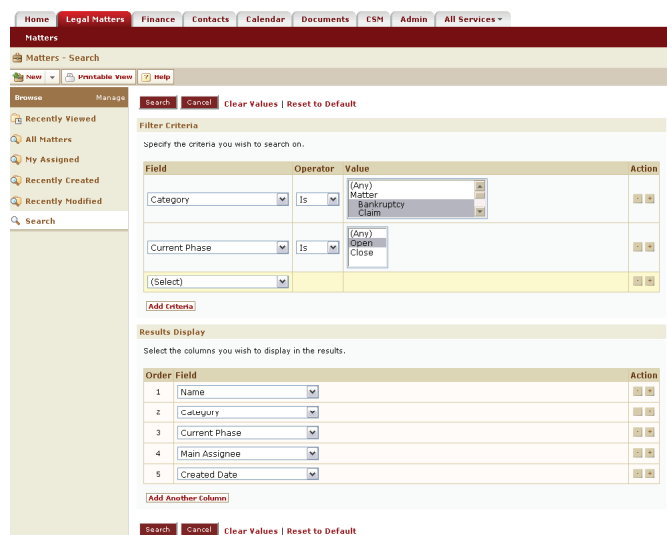 Home Legal Matters Finance Contacts Calendar Documents CSM Admin All Services
Matters
Matters - Search
New Printable View ? Help
Browse Manage
Recently Viewed
All Matters
My Assigned
Recently Created
Recently Modified
Search
Search Cancel Clear Values | Reset to Default
Filter Criteria
Specify the criteria you wish to search on.
Field Operator Value Action
Category Is (Any)
Matter
Bankruptcy
Claim
- +
Current Phase Is (Any)
Open
Close
- +
(Select) - +
Add Criteria
Results Display
Select the columns you wish to display in the results.
Order Field Action
1 Name - +
2 Category - +
3 Current Phase - +
4 Main Assignee - +
5 Created Date - +
Add Another Column
Search Cancel Clear Values | Reset to Default